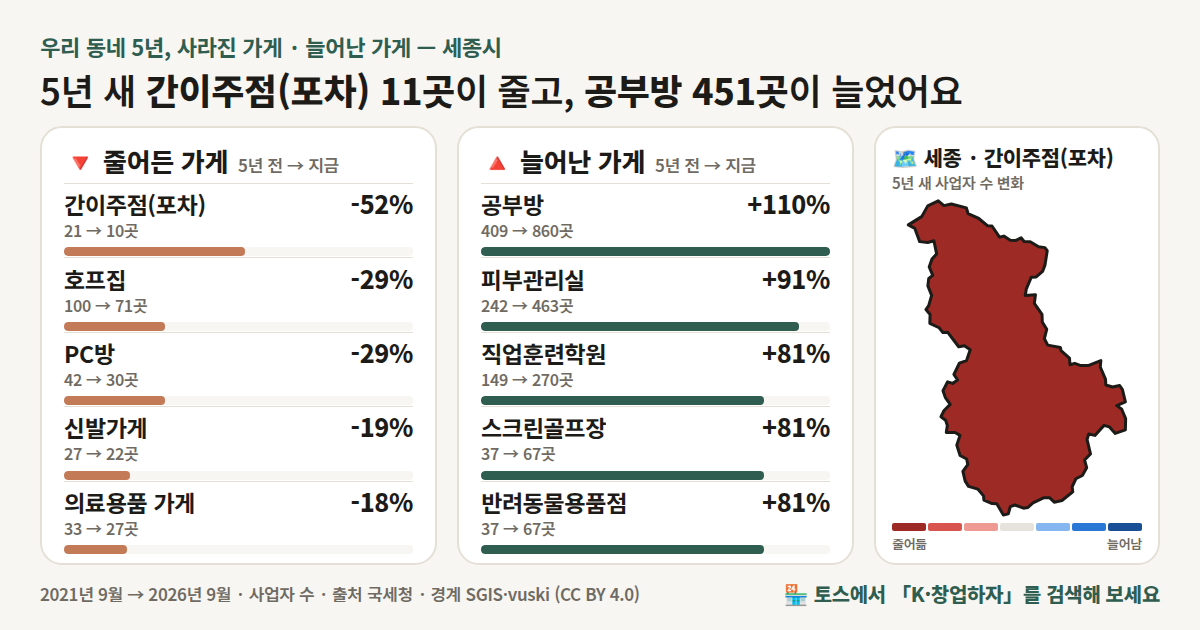 우리 동네 5년, 사라진 가게 · 늘어난 가게 — 세종시
5년 새 간이주점(포차) 11곳이 줄고, 공부방 451곳이 늘었어요
🔻 줄어든 가게 5년 전 → 지금
간이주점(포차) -52%
21 → 10곳
호프집 -29%
100 → 71곳
PC방 -29%
42 → 30곳
신발가게 -19%
27 → 22곳
의료용품 가게 -18%
33 → 27곳
🔺 늘어난 가게 5년 전 → 지금
공부방 +110%
409 → 860곳
피부관리실 +91%
242 → 463곳
직업훈련학원 +81%
149 → 270곳
스크린골프장 +81%
37 → 67곳
반려동물용품점 +81%
37 → 67곳
🗺️ 세종 · 간이주점(포차)
5년 새 사업자 수 변화
줄어듦 늘어남
2021년 9월 → 2026년 9월 · 사업자 수 · 출처 국세청 · 경계 SGIS·vuski (CC BY 4.0)
🏪 토스에서 「K·창업하자」를 검색해 보세요